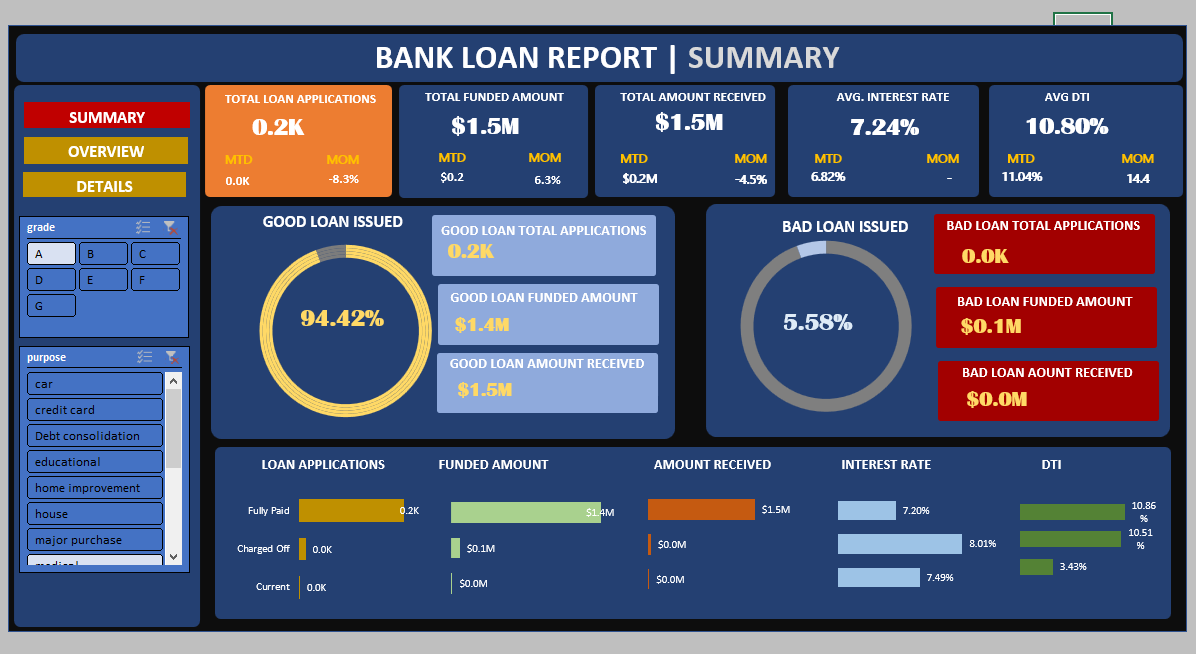 BANK LOAN REPORT | SUMMARY
SUMMARY
OVERVIEW
DETAILS
grade
A B C
D E F
G
purpose
car
credit card
Debt consolidation
educational
home improvement
house
major purchase
medical
TOTAL LOAN APPLICATIONS
0.2K
MTD MOM
0.0K -8.3%
TOTAL FUNDED AMOUNT
$1.5M
MTD MOM
$0.2 6.3%
TOTAL AMOUNT RECEIVED
$1.5M
MTD MOM
$0.2M -4.5%
AVG. INTEREST RATE
7.24%
MTD MOM
6.82% -
AVG DTI
10.80%
MTD MOM
11.04% 14.4
GOOD LOAN ISSUED
94.42%
GOOD LOAN TOTAL APPLICATIONS
0.2K
GOOD LOAN FUNDED AMOUNT
$1.4M
GOOD LOAN AMOUNT RECEIVED
$1.5M
BAD LOAN ISSUED
5.58%
BAD LOAN TOTAL APPLICATIONS
0.0K
BAD LOAN FUNDED AMOUNT
$0.1M
BAD LOAN AOUNT RECEIVED
$0.0M
LOAN APPLICATIONS
Fully Paid 0.2K
Charged Off 0.0K
Current 0.0K
FUNDED AMOUNT
$1.4M
$0.1M
$0.0M
AMOUNT RECEIVED
$1.5M
$0.0M
$0.0M
INTEREST RATE
7.20%
8.01%
7.49%
DTI
10.86
%
10.51
%
3.43%